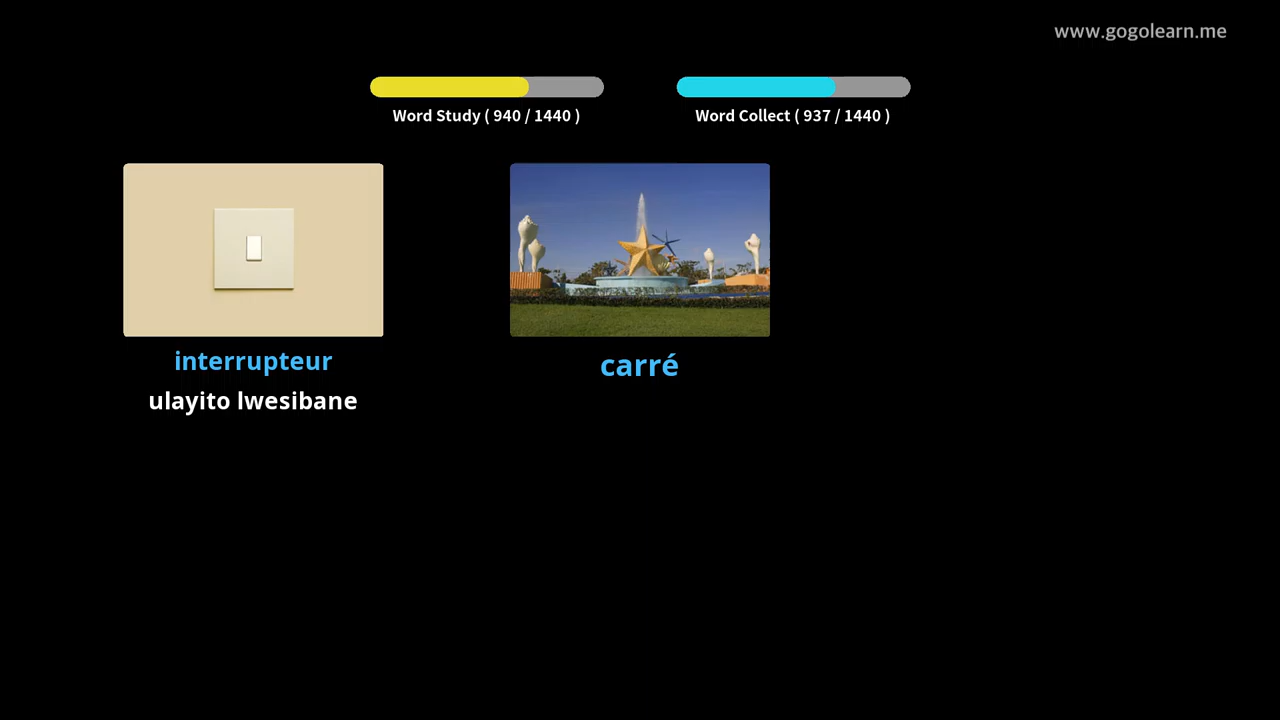 www.gogolearn.me
Word Study ( 940 / 1440 )
Word Collect ( 937 / 1440 )
interrupteur
ulayito lwesibane
carré